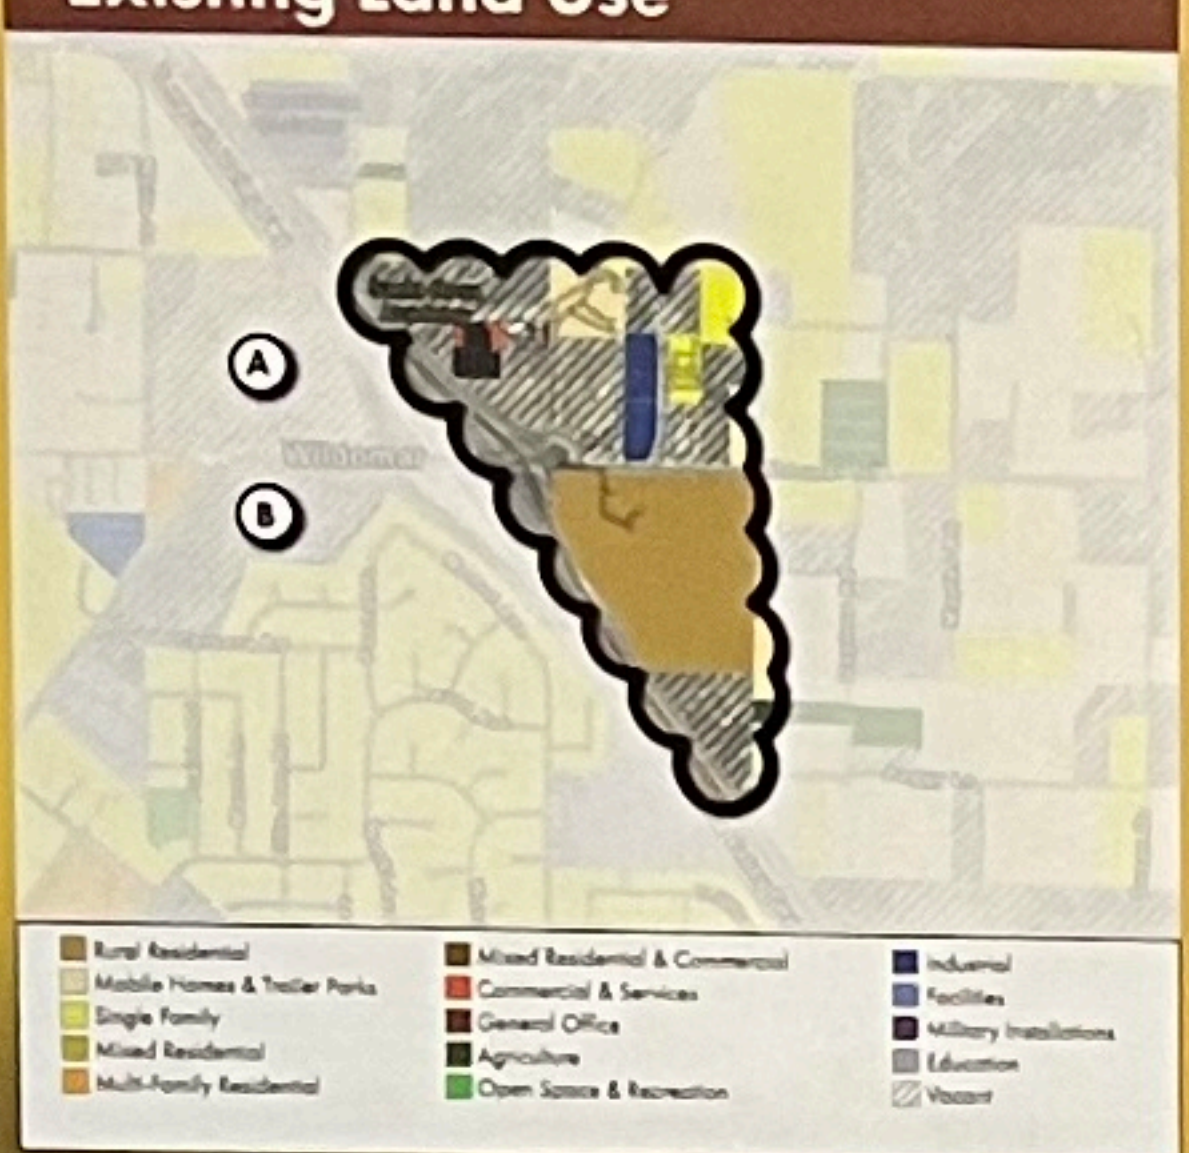 Existing Land Use
A
Wildomar
B
Rural Residential
Mobile Homes & Trailer Parks
Single Family
Mixed Residential
Multi-Family Residential
Mixed Residential & Commercial
Commercial & Services
General Office
Agriculture
Open Space & Recreation
Industrial
Facilities
Military Installations
Education
Vacant